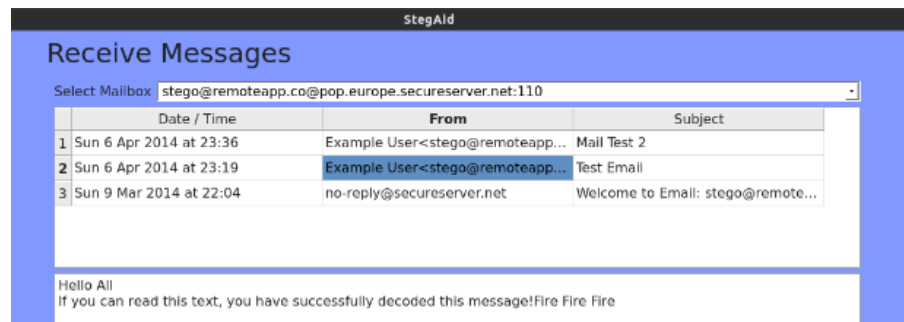 StegAId
Receive Messages
Select Mailbox stego@remoteapp.co@pop.europe.secureserver.net:110
Date / Time From Subject
1 Sun 6 Apr 2014 at 23:36 Example User<stego@remoteapp... Mail Test 2
2 Sun 6 Apr 2014 at 23:19 Example User<stego@remoteapp... Test Email
3 Sun 9 Mar 2014 at 22:04 no-reply@secureserver.net Welcome to Email: stego@remote...
Hello All
If you can read this text, you have successfully decoded this message!Fire Fire Fire